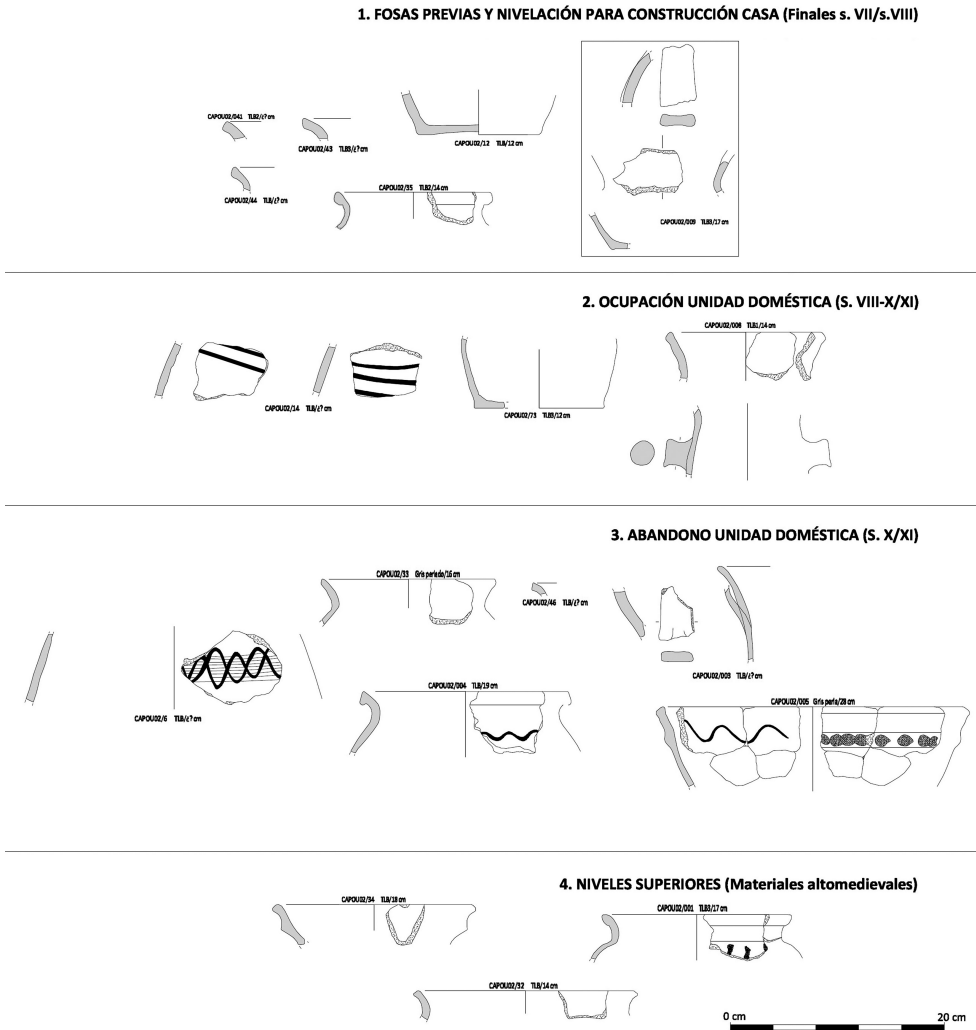 1. FOSAS PREVIAS Y NIVELACIÓN PARA CONSTRUCCIÓN CASA (Finales s. VII/s.VIII)
CAPOU02/041 TLB2/¿? cm
CAPOU02/43 TLB3/¿? cm
CAPOU02/12 TLB/12 cm
CAPOU02/44 TLB/¿? cm
CAPOU02/35 TLB2/14 cm
CAPOU02/009 TLB3/17 cm
2. OCUPACIÓN UNIDAD DOMÉSTICA (S. VIII-X/XI)
CAPOU02/008 TLB1/14 cm
CAPOU02/14 TLB/¿? cm
CAPOU02/73 TLB3/12 cm
3. ABANDONO UNIDAD DOMÉSTICA (S. X/XI)
CAPOU02/33 Gris perlado/16 cm
CAPOU02/46 TLB/¿? cm
CAPOU02/003 TLB/¿? cm
CAPOU02/004 TLB/19 cm
CAPOU02/005 Gris perla/28 cm
CAPOU02/6 TLB/¿? cm
4. NIVELES SUPERIORES (Materiales altomedievales)
CAPOU02/34 TLB/18 cm
CAPOU02/001 TLB3/17 cm
CAPOU02/32 TLB/14 cm
0 cm 20 cm